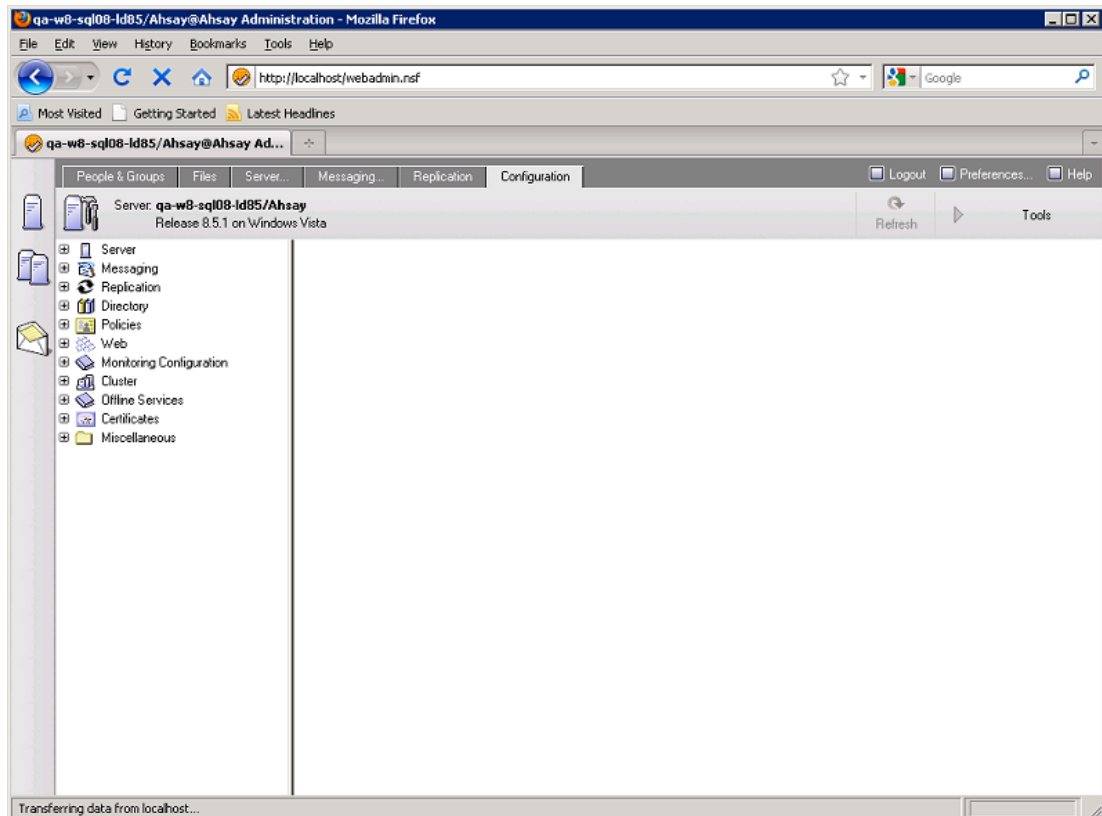 qa-w8-sql08-ld85/Ahsay@Ahsay Administration - Mozilla Firefox
File Edit View History Bookmarks Tools Help
http://localhost/webadmin.nsf Google
Most Visited Getting Started Latest Headlines
qa-w8-sql08-ld85/Ahsay@Ahsay Ad...
People & Groups Files Server... Messaging... Replication Configuration Logout Preferences... Help
Server: qa-w8-sql08-ld85/Ahsay
Release 8.5.1 on Windows Vista
Refresh Tools
Server
Messaging
Replication
Directory
Policies
Web
Monitoring Configuration
Cluster
Offline Services
Certificates
Miscellaneous
Transferring data from localhost...